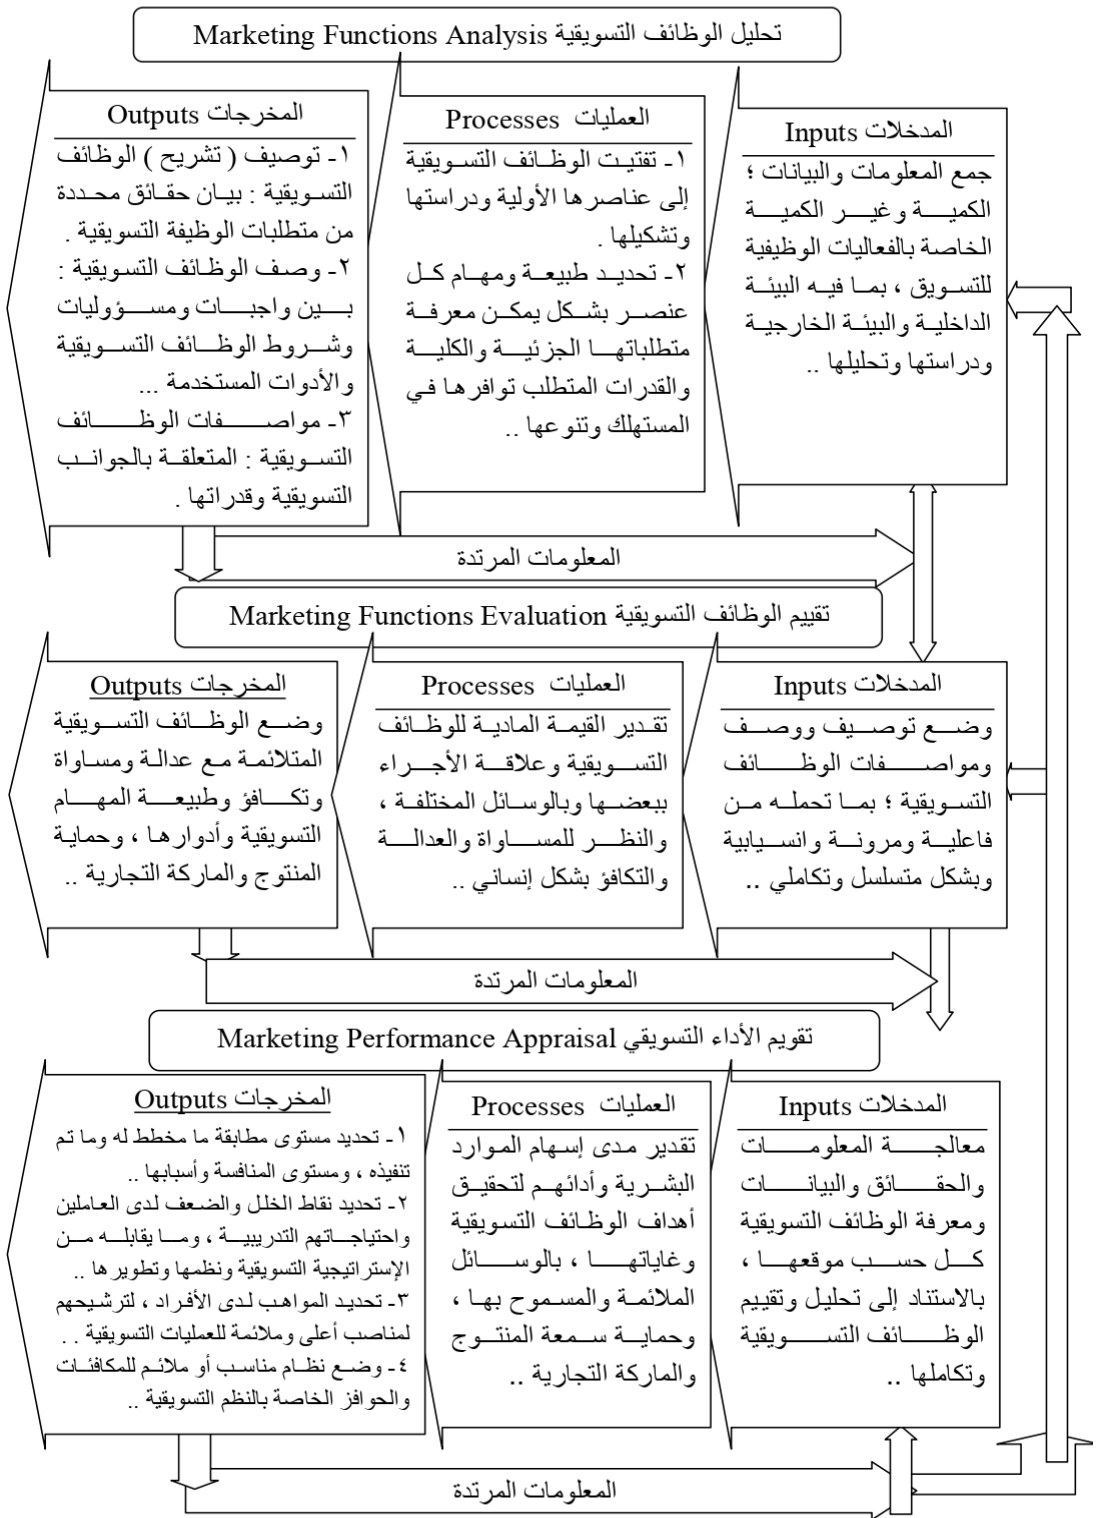 تحليل الوظائف التسويقية Marketing Functions Analysis
المدخلات Inputs
جمع المعلومات والبيانات ؛
الكمية وغير الكمية
الخاصة بالفعاليات الوظيفية
للتسويق ، بما فيه البيئة
الداخلية والبيئة الخارجية
ودراستها وتحليلها ..
العمليات Processes
١- تفتيت الوظائف التسويقية
إلى عناصرها الأولية ودراستها
وتشكيلها .
٢- تحديد طبيعة ومهام كل
عنصر بشكل يمكن معرفة
متطلباتها الجزئية والكلية
والقدرات المتطلب توافرها في
المستهلك وتنوعها ..
المخرجات Outputs
١- توصيف ( تشريح ) الوظائف
التسويقية : بيان حقائق محددة
من متطلبات الوظيفة التسويقية .
٢- وصف الوظائف التسويقية :
بين واجبات ومسؤوليات
وشروط الوظائف التسويقية
والأدوات المستخدمة ...
٣- مواصفات الوظائف
التسويقية : المتعلقة بالجوانب
التسويقية وقدراتها .
المعلومات المرتدة
تقييم الوظائف التسويقية Marketing Functions Evaluation
المدخلات Inputs
وضع توصيف ووصف
ومواصفات الوظائف
التسويقية ؛ بما تحمله من
فاعلية ومرونة وانسيابية
وبشكل متسلسل وتكاملي ..
العمليات Processes
تقدير القيمة المادية للوظائف
التسويقية وعلاقة الأجراء
ببعضها وبالوسائل المختلفة ،
والنظر للمساواة والعدالة
والتكافؤ بشكل إنساني ..
المخرجات Outputs
وضع الوظائف التسويقية
المتلائمة مع عدالة ومساواة
وتكافؤ وطبيعة المهام
التسويقية وأدوارها ، وحماية
المنتوج والماركة التجارية ..
المعلومات المرتدة
تقويم الأداء التسويقي Marketing Performance Appraisal
المدخلات Inputs
معالجة المعلومات
والحقائق والبيانات
ومعرفة الوظائف التسويقية
كل حسب موقعها ،
بالاستناد إلى تحليل وتقييم
الوظائف التسويقية
وتكاملها ..
العمليات Processes
تقدير مدى إسهام الموارد
البشرية وأدائهم لتحقيق
أهداف الوظائف التسويقية
وغاياتها ، بالوسائل
الملائمة والمسموح بها ،
وحماية سمعة المنتوج
والماركة التجارية ..
المخرجات Outputs
١- تحديد مستوى مطابقة ما مخطط له وما تم
تنفيذه ، ومستوى المنافسة وأسبابها ..
٢- تحديد نقاط الخلل والضعف لدى العاملين
واحتياجاتهم التدريبية ، وما يقابله من
الإستراتيجية التسويقية ونظمها وتطويرها ..
٣- تحديد المواهب لدى الأفراد ، لترشيحهم
لمناصب أعلى وملائمة للعمليات التسويقية . .
٤- وضع نظام مناسب أو ملائم للمكافئات
والحوافز الخاصة بالنظم التسويقية ..
المعلومات المرتدة